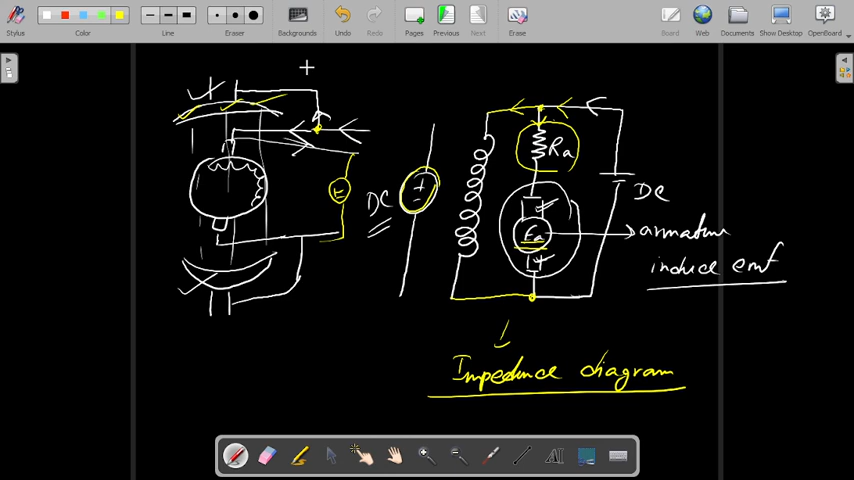 Stylus
Line
Eraser
Backgrounds
Undo
Redo
Pages
Previous
Next
Erase
Board
Web
Documents
Show Desktop
OpenBoard
+
E
DC
+
-
Ra
Ea
DC
armature
induce emf
Impedance diagram
AI